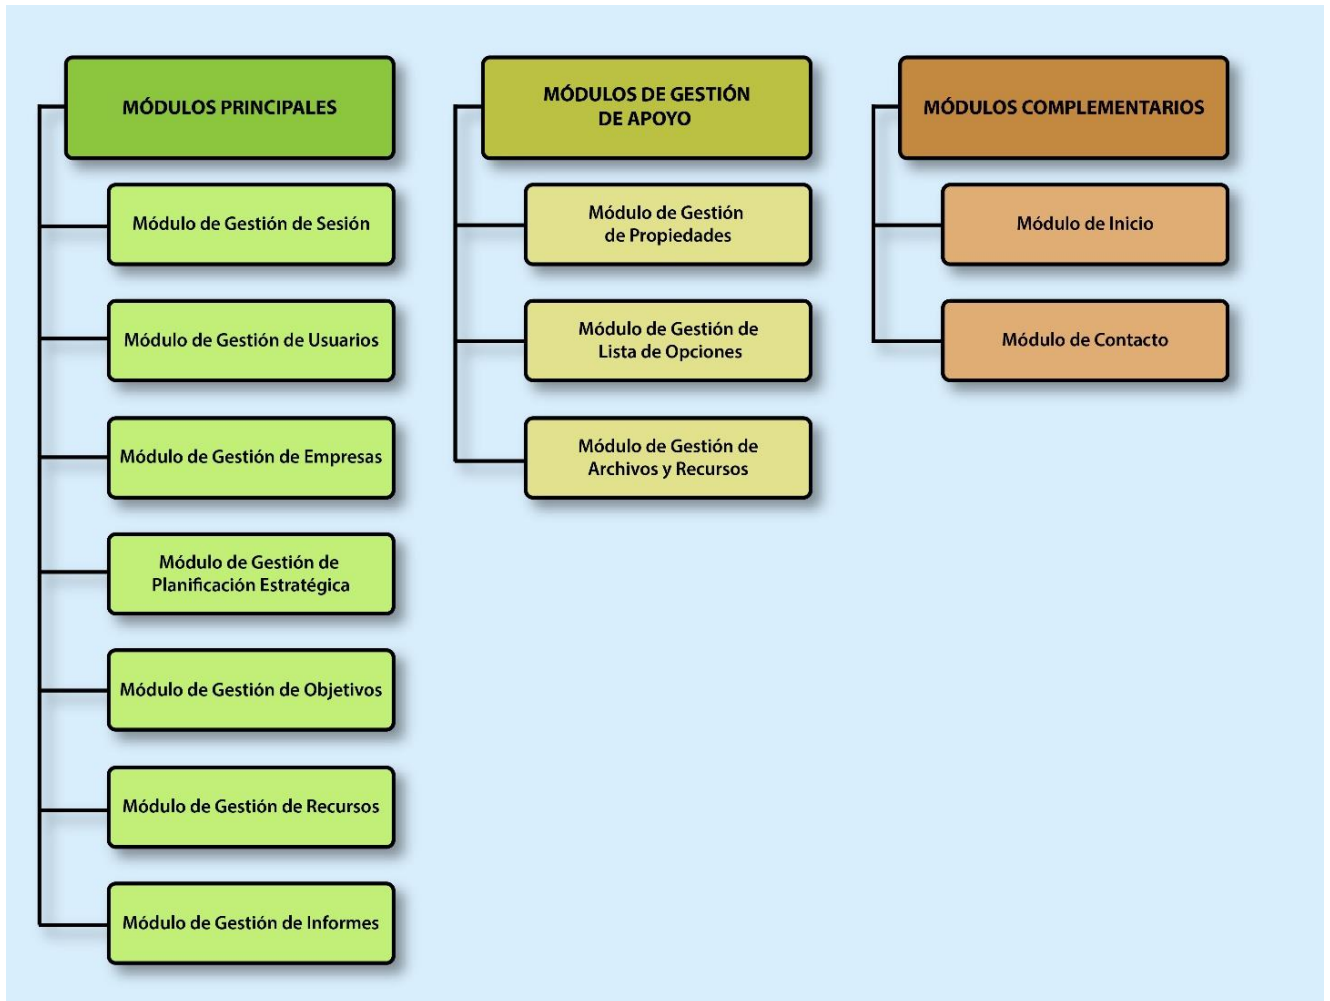 MÓDULOS PRINCIPALES
Módulo de Gestión de Sesión
Módulo de Gestión de Usuarios
Módulo de Gestión de Empresas
Módulo de Gestión de
Planificación Estratégica
Módulo de Gestión de Objetivos
Módulo de Gestión de Recursos
Módulo de Gestión de Informes
MÓDULOS DE GESTIÓN
DE APOYO
Módulo de Gestión
de Propiedades
Módulo de Gestión de
Lista de Opciones
Módulo de Gestión de
Archivos y Recursos
MÓDULOS COMPLEMENTARIOS
Módulo de Inicio
Módulo de Contacto